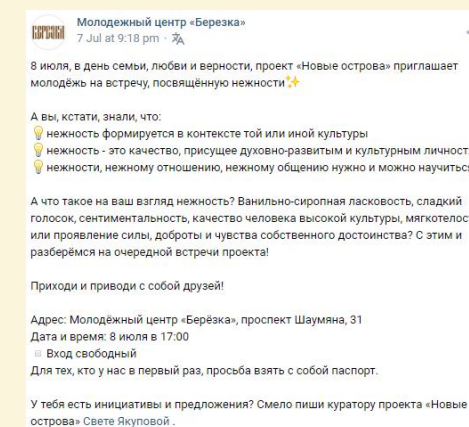 БЕРЕЗКА
Молодежный центр «Березка»
7 Jul at 9:18 pm ·
8 июля, в день семьи, любви и верности, проект «Новые острова» приглашает
молодёжь на встречу, посвящённую нежности✨
А вы, кстати, знали, что:
💡 нежность формируется в контексте той или иной культуры
💡 нежность - это качество, присущее духовно-развитым и культурным личност
💡 нежности, нежному отношению, нежному общению нужно и можно научиться
А что такое на ваш взгляд нежность? Ванильно-сиропная ласковость, сладкий
голосок, сентиментальность, качество человека высокой культуры, мягкотелос
или проявление силы, доброты и чувства собственного достоинства? С этим и
разберёмся на очередной встречи проекта!
Приходи и приводи с собой друзей!
Адрес: Молодёжный центр «Берёзка», проспект Шаумяна, 31
Дата и время: 8 июля в 17:00
▫ Вход свободный
Для тех, кто у нас в первый раз, просьба взять с собой паспорт.
У тебя есть инициативы и предложения? Смело пиши куратору проекта «Новые
острова» Свете Якуповой .